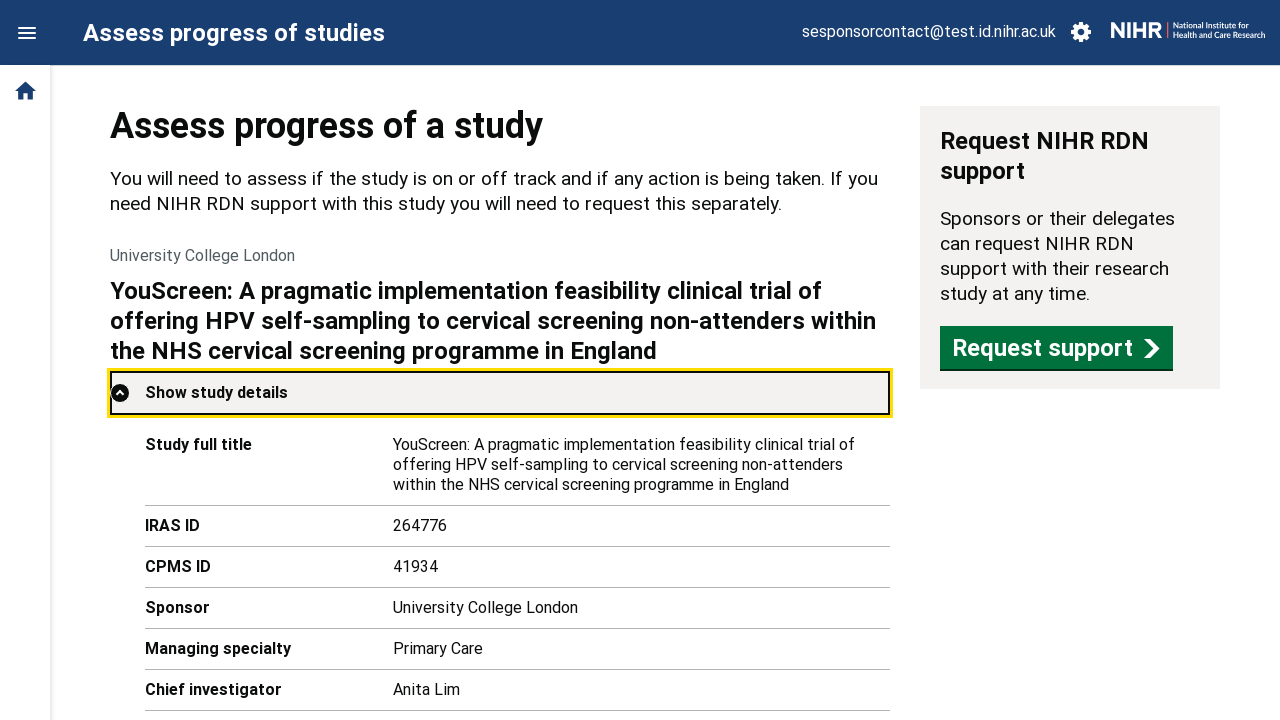 Assess progress of studies
sesponsorcontact@test.id.nihr.ac.uk
NIHR National Institute for
Health and Care Research
Assess progress of a study
You will need to assess if the study is on or off track and if any action is being taken. If you
need NIHR RDN support with this study you will need to request this separately.
University College London
YouScreen: A pragmatic implementation feasibility clinical trial of
offering HPV self-sampling to cervical screening non-attenders within
the NHS cervical screening programme in England
Show study details
Study full title
YouScreen: A pragmatic implementation feasibility clinical trial of
offering HPV self-sampling to cervical screening non-attenders
within the NHS cervical screening programme in England
IRAS ID
264776
CPMS ID
41934
Sponsor
University College London
Managing specialty
Primary Care
Chief investigator
Anita Lim
Request NIHR RDN
support
Sponsors or their delegates
can request NIHR RDN
support with their research
study at any time.
Request support